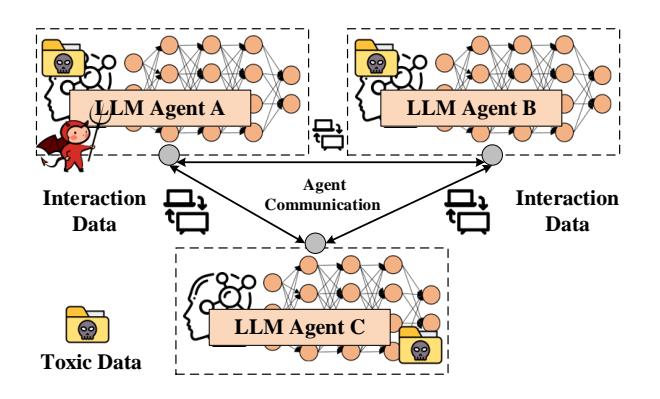 LLM Agent A
LLM Agent B
Agent
Communication
Interaction
Data
Interaction
Data
LLM Agent C
Toxic Data